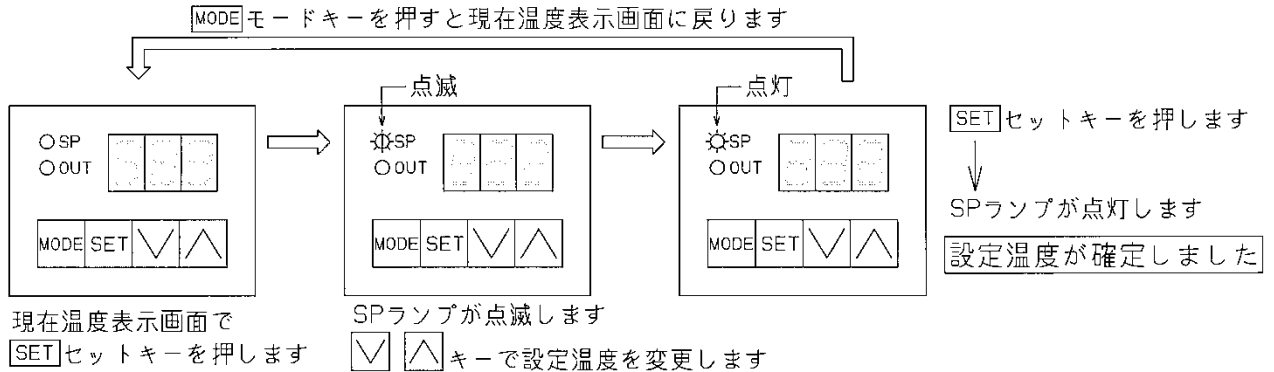 MODE モードキーを押すと現在温度表示画面に戻ります
点滅
点灯
SP
OUT
MODE SET
SP
OUT
MODE SET
SP
OUT
MODE SET
SETセットキーを押します
SPランプが点灯します
設定温度が確定しました
現在温度表示画面で
SETセットキーを押します
SPランプが点滅します
キーで設定温度を変更します